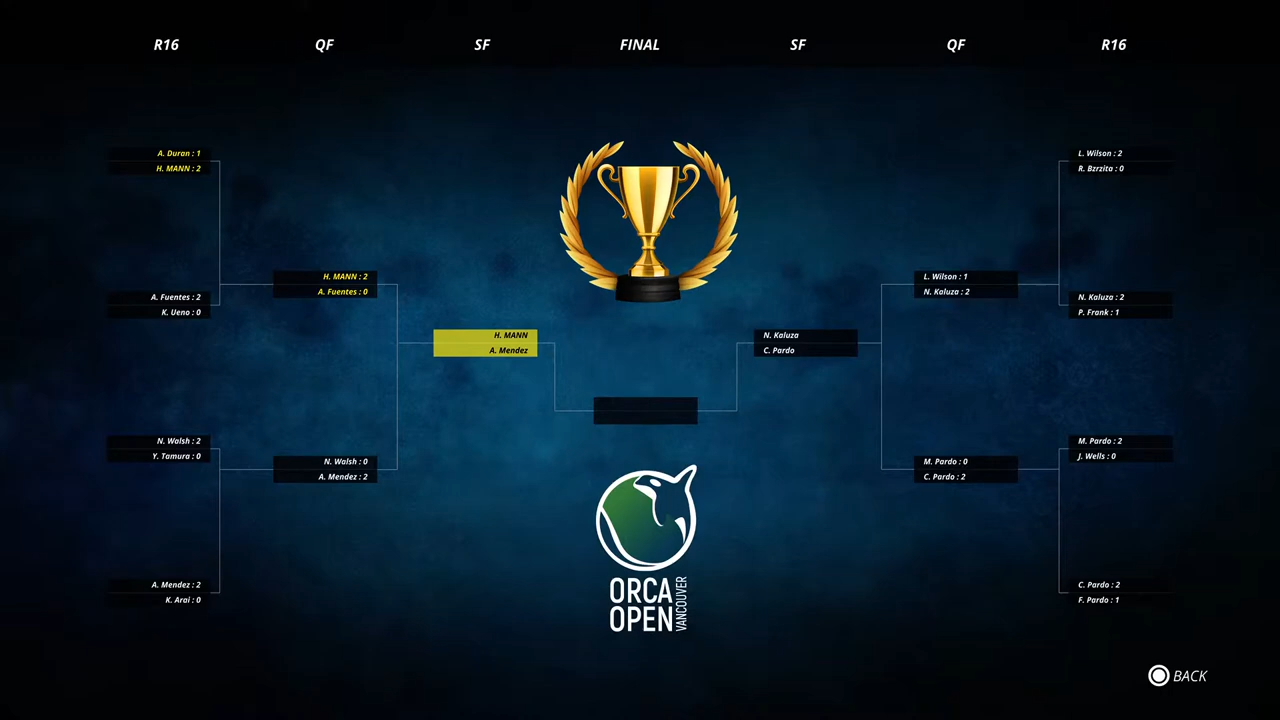 R16 QF SF FINAL SF QF R16
A. Duran : 1
H. MANN : 2
A. Fuentes : 2
K. Ueno : 0
N. Walsh : 2
Y. Tamura : 0
A. Mendez : 2
K. Arai : 0
H. MANN : 2
A. Fuentes : 0
N. Walsh : 0
A. Mendez : 2
H. MANN
A. Mendez
N. Kaluza
C. Pardo
L. Wilson : 1
N. Kaluza : 2
M. Pardo : 0
C. Pardo : 2
L. Wilson : 2
R. Bzrzita : 0
N. Kaluza : 2
P. Frank : 1
M. Pardo : 2
J. Wells : 0
C. Pardo : 2
F. Pardo : 1
ORCA
OPEN
VANCOUVER
BACK